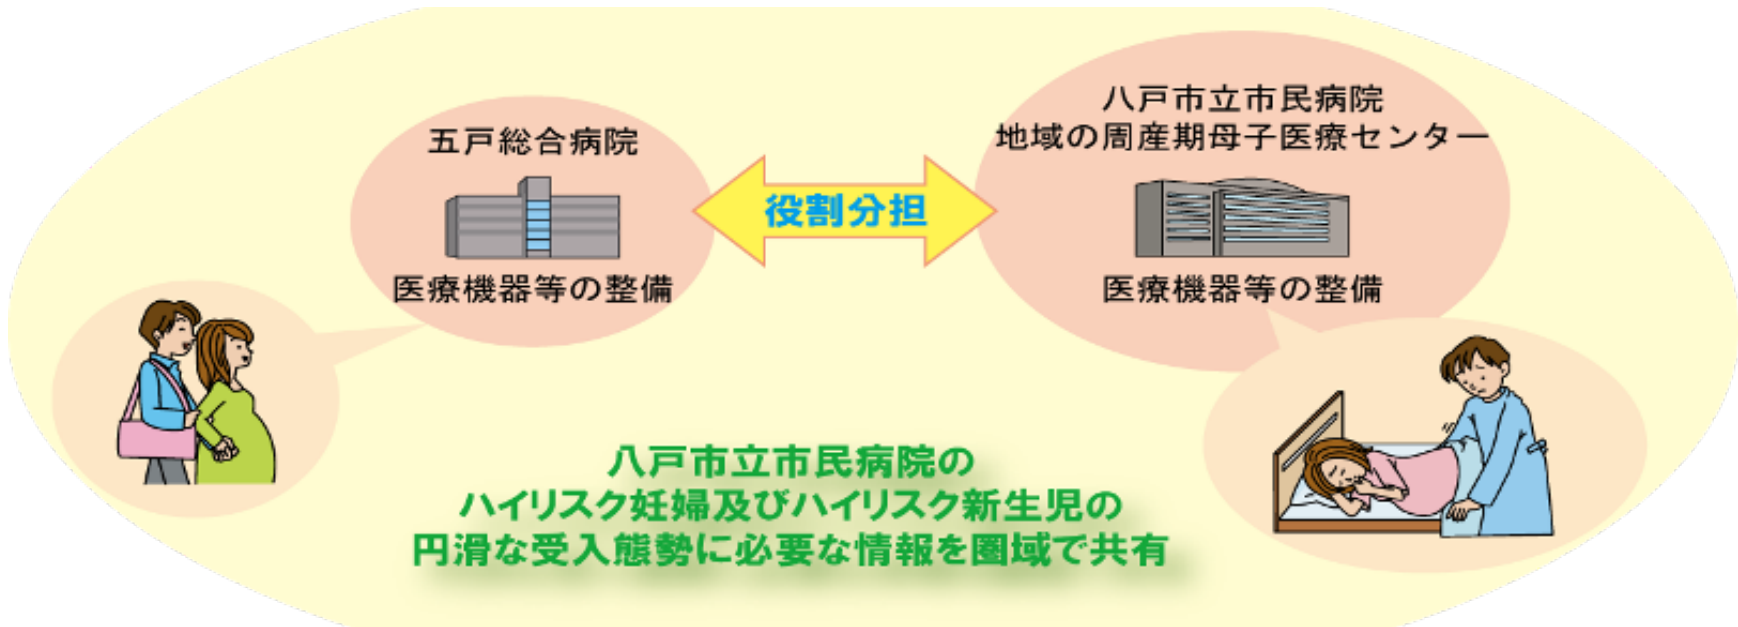 五戸総合病院
医療機器等の整備
役割分担
八戸市立市民病院
地域の周産期母子医療センター
医療機器等の整備
八戸市立市民病院の
ハイリスク妊婦及びハイリスク新生児の
円滑な受入態勢に必要な情報を圏域で共有